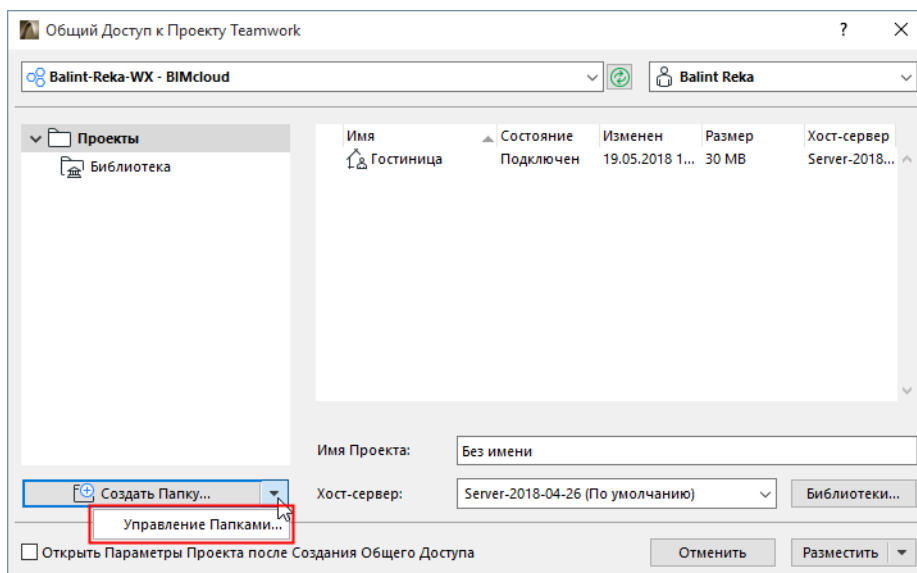 Общий Доступ к Проекту Teamwork ?
Balint-Reka-WX - BIMcloud Balint Reka
Проекты
Библиотека
Имя Состояние Изменен Размер Хост-сервер
Гостиница Подключен 19.05.2018 1... 30 MB Server-2018...
Имя Проекта: Без имени
Создать Папку... Хост-сервер: Server-2018-04-26 (По умолчанию) Библиотеки...
Управление Папками...
Открыть Параметры Проекта после Создания Общего Доступа Отменить Разместить